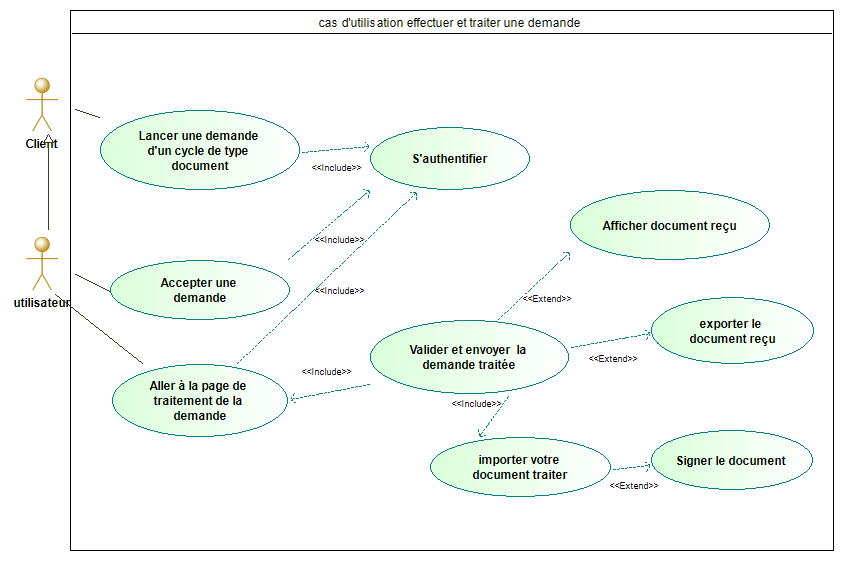 cas d'utilisation effectuer et traiter une demande
Client
Lancer une demande
d'un cycle de type
document
<<Include>>
S'authentifier
Afficher document reçu
<<Include>>
utilisateur
Accepter une
demande
<<Include>>
<<Extend>>
exporter le
document reçu
Valider et envoyer la
demande traitée
<<Extend>>
<<Include>>
Aller à la page de
traitement de la
demande
<<Include>>
importer votre
document traiter
Signer le document
<<Extend>>